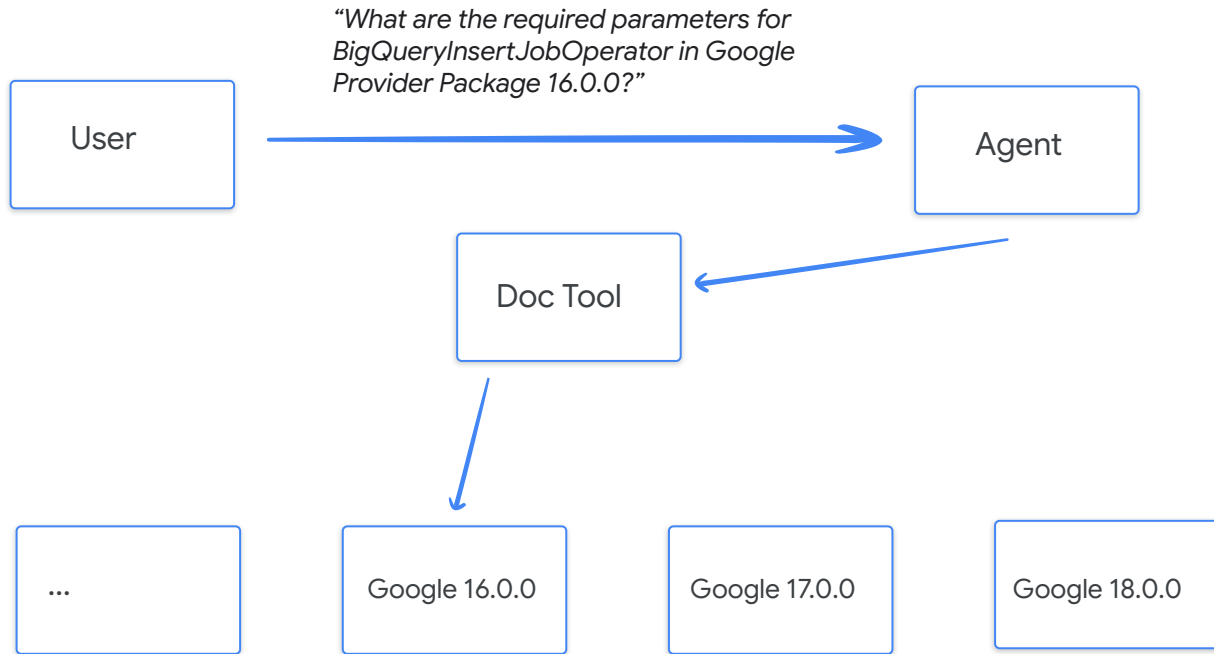 “What are the required parameters for
BigQueryInsertJobOperator in Google
Provider Package 16.0.0?”
User
Agent
Doc Tool
...
Google 16.0.0
Google 17.0.0
Google 18.0.0